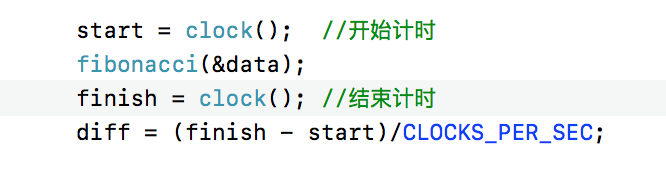 start = clock();  //开始计时
fibonacci(&data);
finish = clock(); //结束计时
diff = (finish - start)/CLOCKS_PER_SEC;